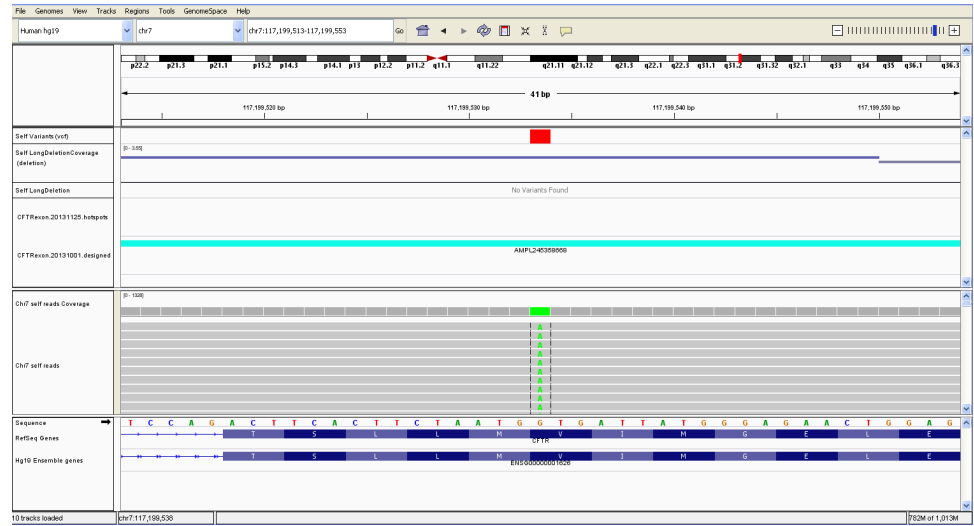 File Genomes View Tracks Regions Tools GenomeSpace Help
Human hg19 chr7 chr7:117,199,513-117,199,553 Go
p22.2 p21.3 p21.1 p15.2 p14.3 p14.1 p13 p12.2 p11.2 q11.1 q11.22 q21.11 q21.12 q21.3 q22.1 q22.3 q31.1 q31.2 q31.32 q32.1 q33 q34 q35 q36.1 q36.3
41 bp
117,199,520 bp 117,199,530 bp 117,199,540 bp 117,199,550 bp
Self Variants (vcf)
Self LongDeletionCoverage
(deletion)
[0 - 3.55]
Self LongDeletion
No Variants Found
CFTRexon.20131125.hotspots
CFTRexon.20131001.designed
AMPL245359668
Chr7 self reads Coverage
[0 - 1328]
Chr7 self reads
A
A
A
A
A
A
A
A
A
Sequence
T C C A G A C T T C A C T T C T A A T G G T G A T T A T G G G A G A A C T G G A G
RefSeq Genes
T S L L M V I M G E L E
CFTR
Hg19 Ensemble genes
T S L L M V I M G E L E
ENSG00000001626
10 tracks loaded chr7:117,199,538 782M of 1,013M